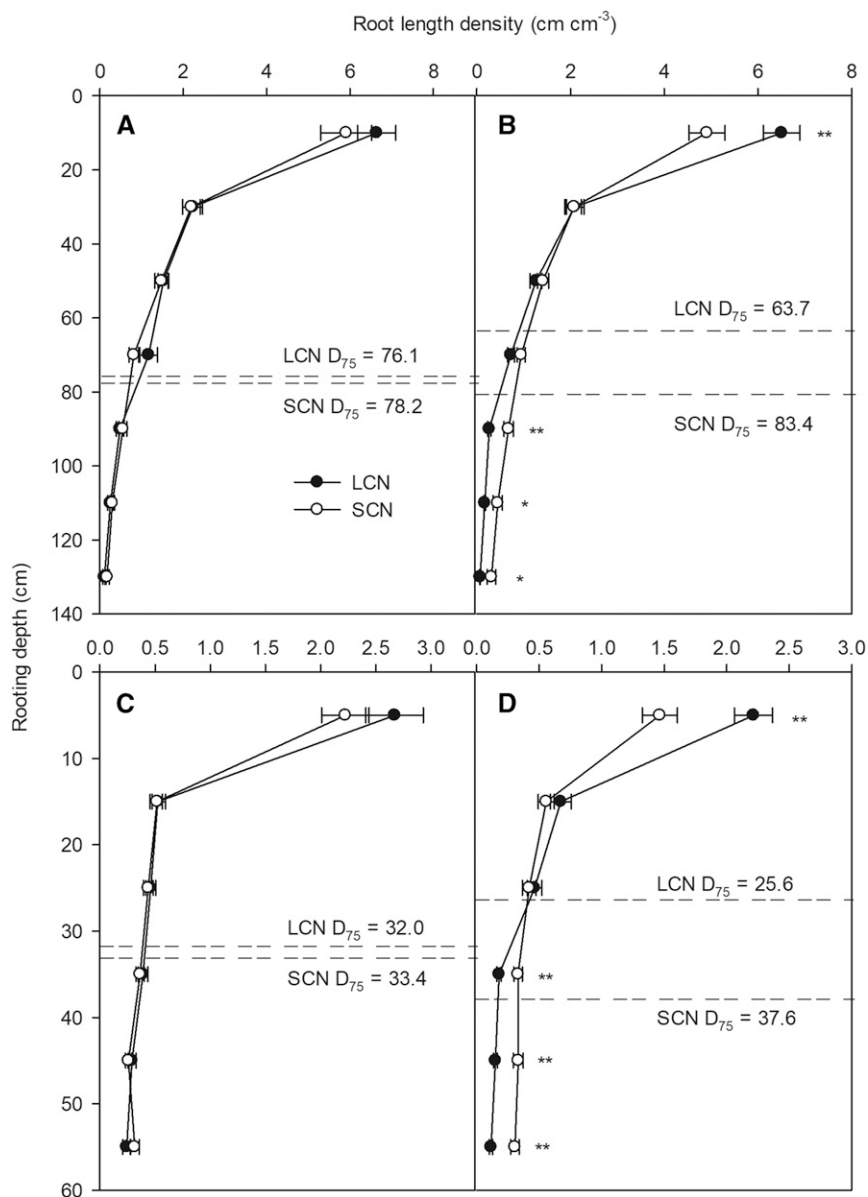 Root length density (cm cm⁻³)
0 2 4 6 8
0 2 4 6 8
0
20
40
60
80
100
120
140
A
B
**
LCN D₇₅ = 76.1
SCN D₇₅ = 78.2
LCN
SCN
LCN D₇₅ = 63.7
SCN D₇₅ = 83.4
**
*
*
Rooting depth (cm)
0.0 0.5 1.0 2.0 2.5 3.0
0.0 0.5 1.0 1.5 2.0 2.5 3.0
0
10
20
30
40
50
60
C
D
**
LCN D₇₅ = 32.0
SCN D₇₅ = 33.4
LCN D₇₅ = 25.6
SCN D₇₅ = 37.6
**
**
**